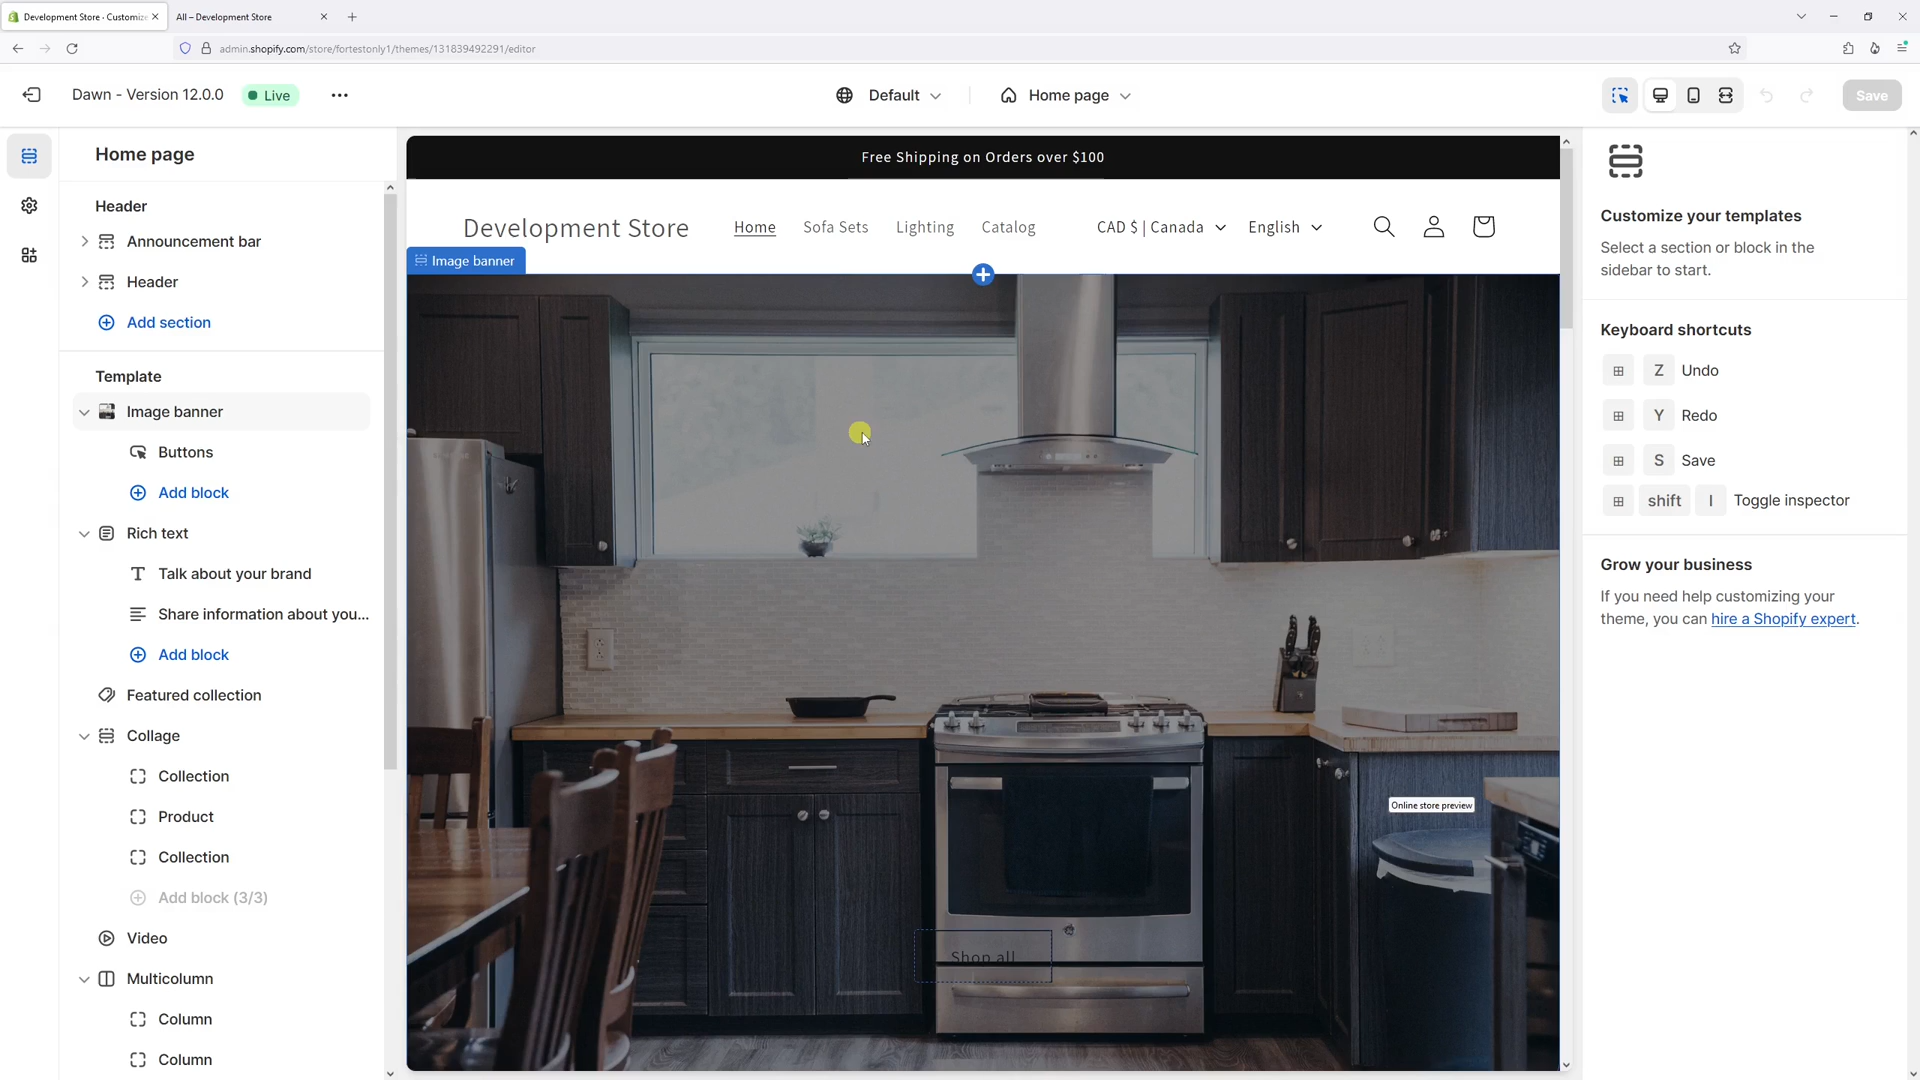 Development Store · Customize
All – Development Store
admin.shopify.com/store/fortestonly1/themes/131839492291/editor
Dawn - Version 12.0.0
Live
Default
Home page
Save
Home page
Header
Announcement bar
Header
Add section
Template
Image banner
Buttons
Add block
Rich text
Talk about your brand
Share information about you...
Add block
Featured collection
Collage
Collection
Product
Collection
Add block (3/3)
Video
Multicolumn
Column
Column
Free Shipping on Orders over $100
Development Store
Home
Sofa Sets
Lighting
Catalog
CAD $ | Canada
English
Image banner
Online store preview
Shop all
Customize your templates
Select a section or block in the
sidebar to start.
Keyboard shortcuts
Z Undo
Y Redo
S Save
shift I Toggle inspector
Grow your business
If you need help customizing your
theme, you can hire a Shopify expert.